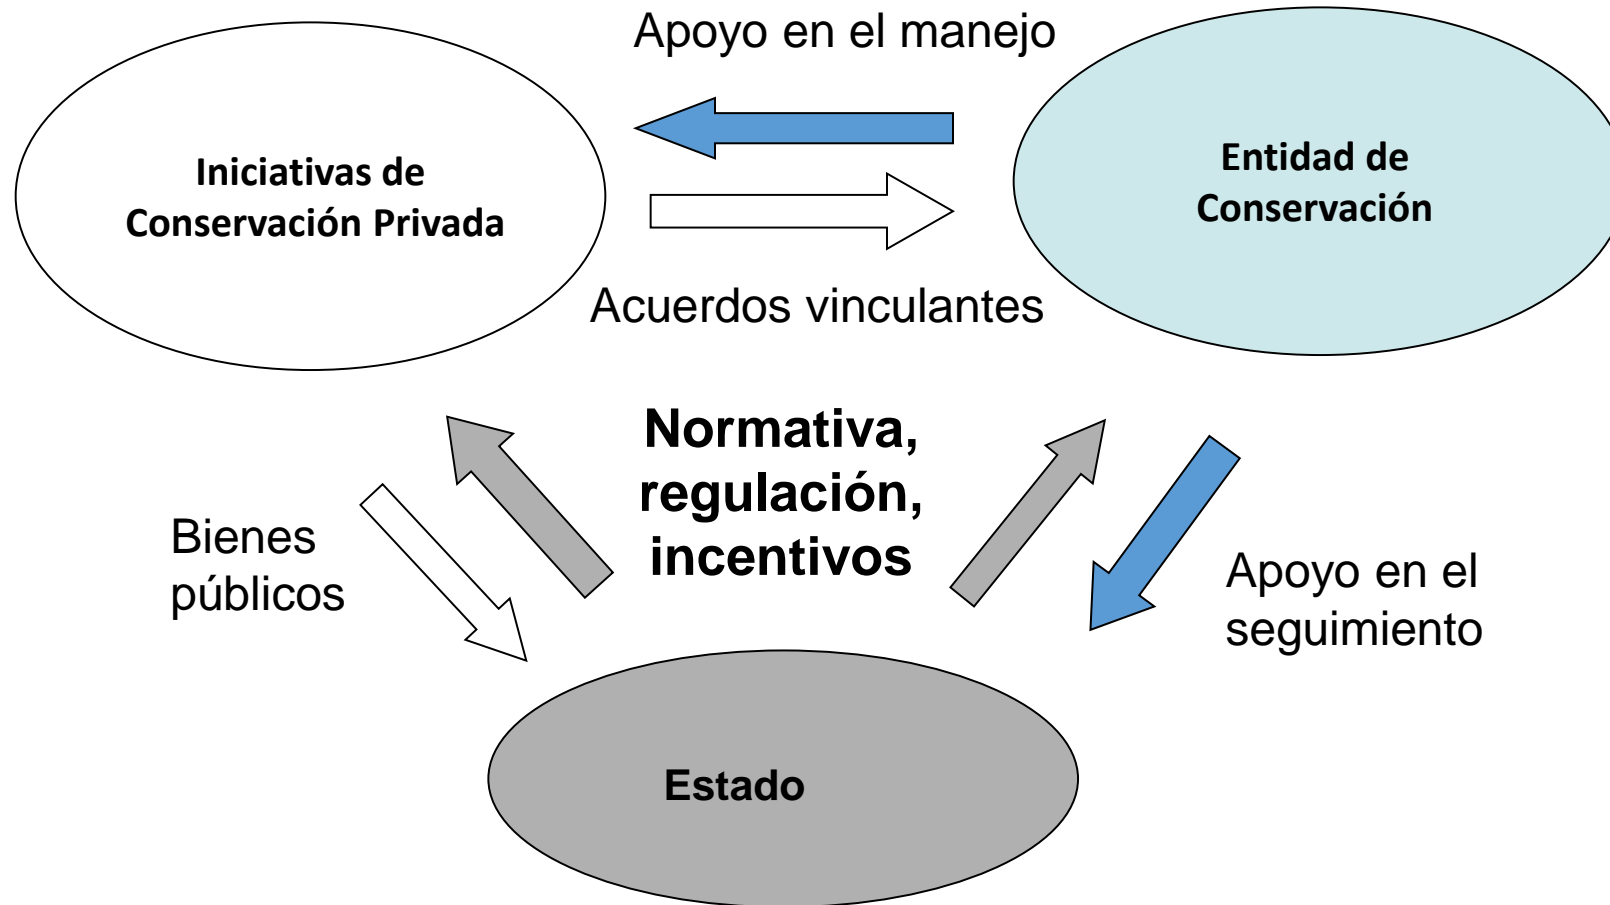 Apoyo en el manejo
Iniciativas de
Conservación Privada
Entidad de
Conservación
Acuerdos vinculantes
Normativa,
regulación,
incentivos
Bienes
públicos
Apoyo en el
seguimiento
Estado